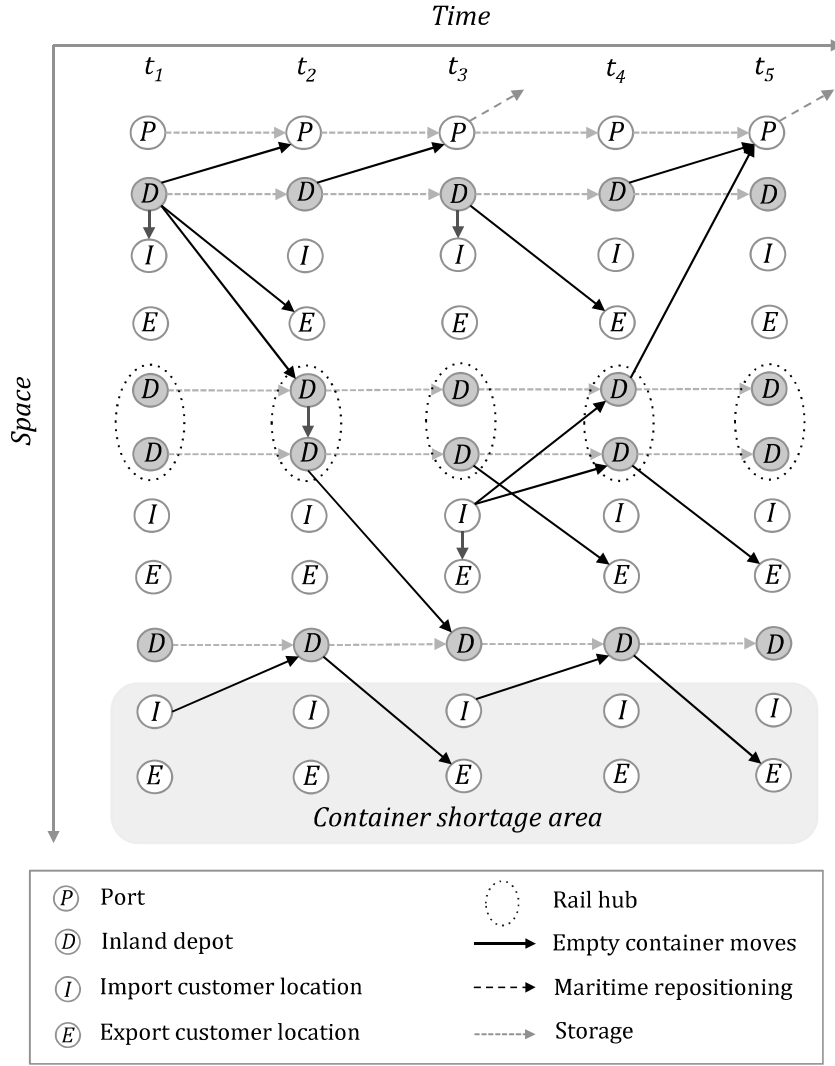 Time
t1 t2 t3 t4 t5
P P P P P
D D D D D
I I I I I
E E E E E
D D D D D
Space
D D D D D
I I I I I
E E E E E
D D D D D
I I I I I
E E E E E
Container shortage area
P Port
Rail hub
D Inland depot
Empty container moves
I Import customer location
Maritime repositioning
E Export customer location
Storage